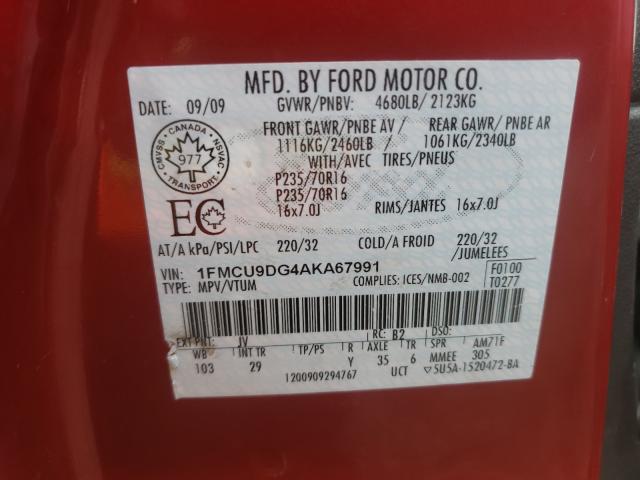 MFD. BY FORD MOTOR CO.
DATE: 09/09 GVWR/PNBV: 4680LB/ 2123KG
FRONT GAWR/PNBE AV/ REAR GAWR/ PNBE AR
1116KG/2460LB 1061KG/2340LB
WITH/AVEC TIRES/PNEUS
P235/70R16
P235/70R16
16x7.0J RIMS/JANTES 16x7.0J
CANADA
CMVSS 977 NSVAC
TRANSPORT
EC
AT/A kPa/PSI/LPC 220/32 COLD/A FROID 220/32
/JUMELEES
VIN: 1FMCU9DG4AKA67991 F0100
TYPE: MPV/VTUM COMPLIES: ICES/NMB-002 T0277
EXT PNT: JV RC: B2 DSO:
WB INT TR TP/PS R AXLE TR SPR AM71F
103 29 Y 35 6 MMEE 305
1200909294767 UCT ▽5U5A-1520472-BA